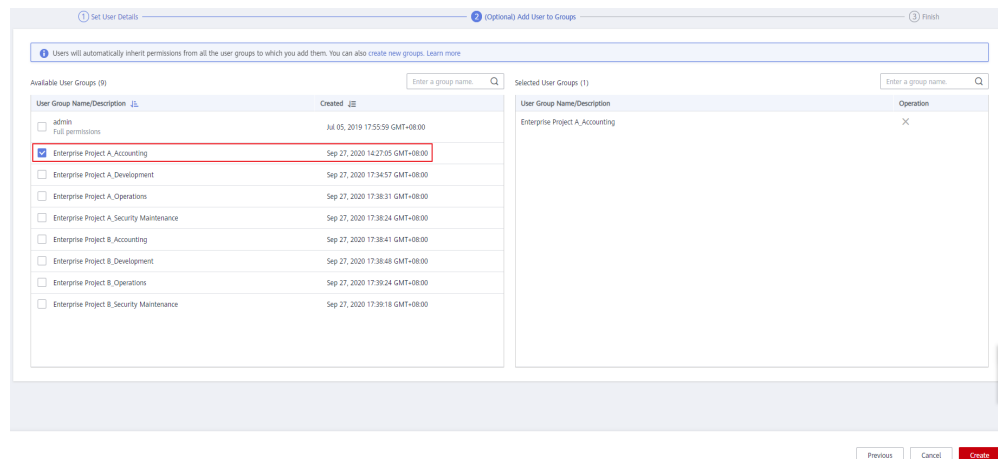 1 Set User Details
2 (Optional) Add User to Groups
3 Finish
Users will automatically inherit permissions from all the user groups to which you add them. You can also create new groups. Learn more
Available User Groups (9)
Enter a group name.
User Group Name/Description
Created
admin
Full permissions
Jul 05, 2019 17:55:59 GMT+08:00
Enterprise Project A_Accounting
Sep 27, 2020 14:27:05 GMT+08:00
Enterprise Project A_Development
Sep 27, 2020 17:34:57 GMT+08:00
Enterprise Project A_Operations
Sep 27, 2020 17:38:31 GMT+08:00
Enterprise Project A_Security Maintenance
Sep 27, 2020 17:38:24 GMT+08:00
Enterprise Project B_Accounting
Sep 27, 2020 17:38:41 GMT+08:00
Enterprise Project B_Development
Sep 27, 2020 17:38:48 GMT+08:00
Enterprise Project B_Operations
Sep 27, 2020 17:39:24 GMT+08:00
Enterprise Project B_Security Maintenance
Sep 27, 2020 17:39:18 GMT+08:00
Selected User Groups (1)
Enter a group name.
User Group Name/Description
Operation
Enterprise Project A_Accounting
Previous
Cancel
Create